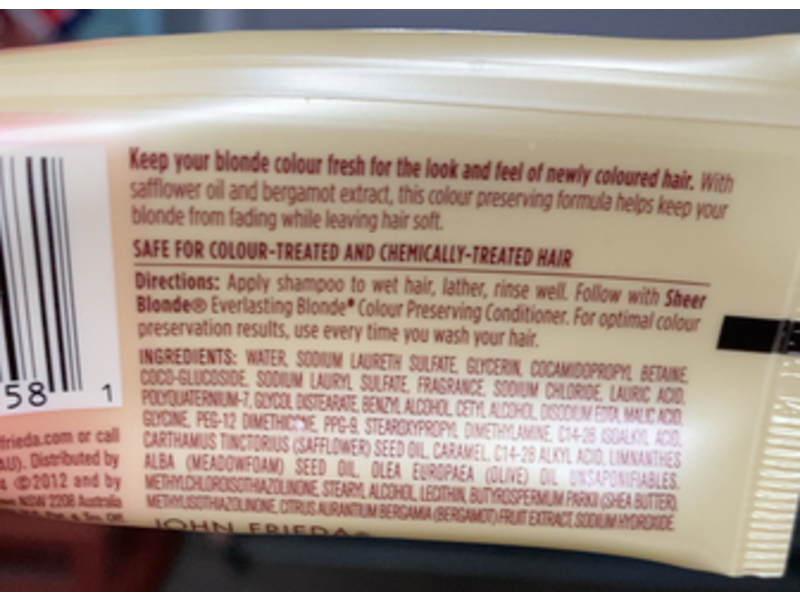 Keep your blonde colour fresh for the look and feel of newly coloured hair. With
safflower oil and bergamot extract, this colour preserving formula helps keep your
blonde from fading while leaving hair soft.
SAFE FOR COLOUR-TREATED AND CHEMICALLY-TREATED HAIR
Directions: Apply shampoo to wet hair, lather, rinse well. Follow with Sheer
Blonde® Everlasting Blonde* Colour Preserving Conditioner. For optimal colour
preservation results, use every time you wash your hair.
INGREDIENTS: WATER, SODIUM LAURETH SULFATE, GLYCERIN, COCAMIDOPROPYL BETAINE,
COCO-GLUCOSIDE, SODIUM LAURYL SULFATE, FRAGRANCE, SODIUM CHLORIDE, LAURIC ACID,
POLYQUATERNIUM-7, GLYCOL DISTEARATE, BENZYL ALCOHOL, CETYL ALCOHOL, DISODIUM EDTA, MALIC ACID,
GLYCINE, PEG-12 DIMETHICONE, PPG-9, STEAROXYPROPYL DIMETHYLAMINE, C14-28 ISOALKYL ACID,
CARTHAMUS TINCTORIUS (SAFFLOWER) SEED OIL, CARAMEL, C14-28 ALKYL ACID, LIMNANTHES
ALBA (MEADOWFOAM) SEED OIL, OLEA EUROPAEA (OLIVE) OIL UNSAPONIFIABLES,
METHYLCHLOROISOTHIAZOLINONE, STEARYL ALCOHOL, LECITHIN, BUTYROSPERMUM PARKII (SHEA BUTTER),
METHYLISOTHIAZOLINONE, CITRUS AURANTIUM BERGAMIA (BERGAMOT) FRUIT EXTRACT, SODIUM HYDROXIDE.
58 1
frieda.com or call
AU). Distributed by
©2012 and by
NSW 2208 Australia
JOHN FRIEDA®